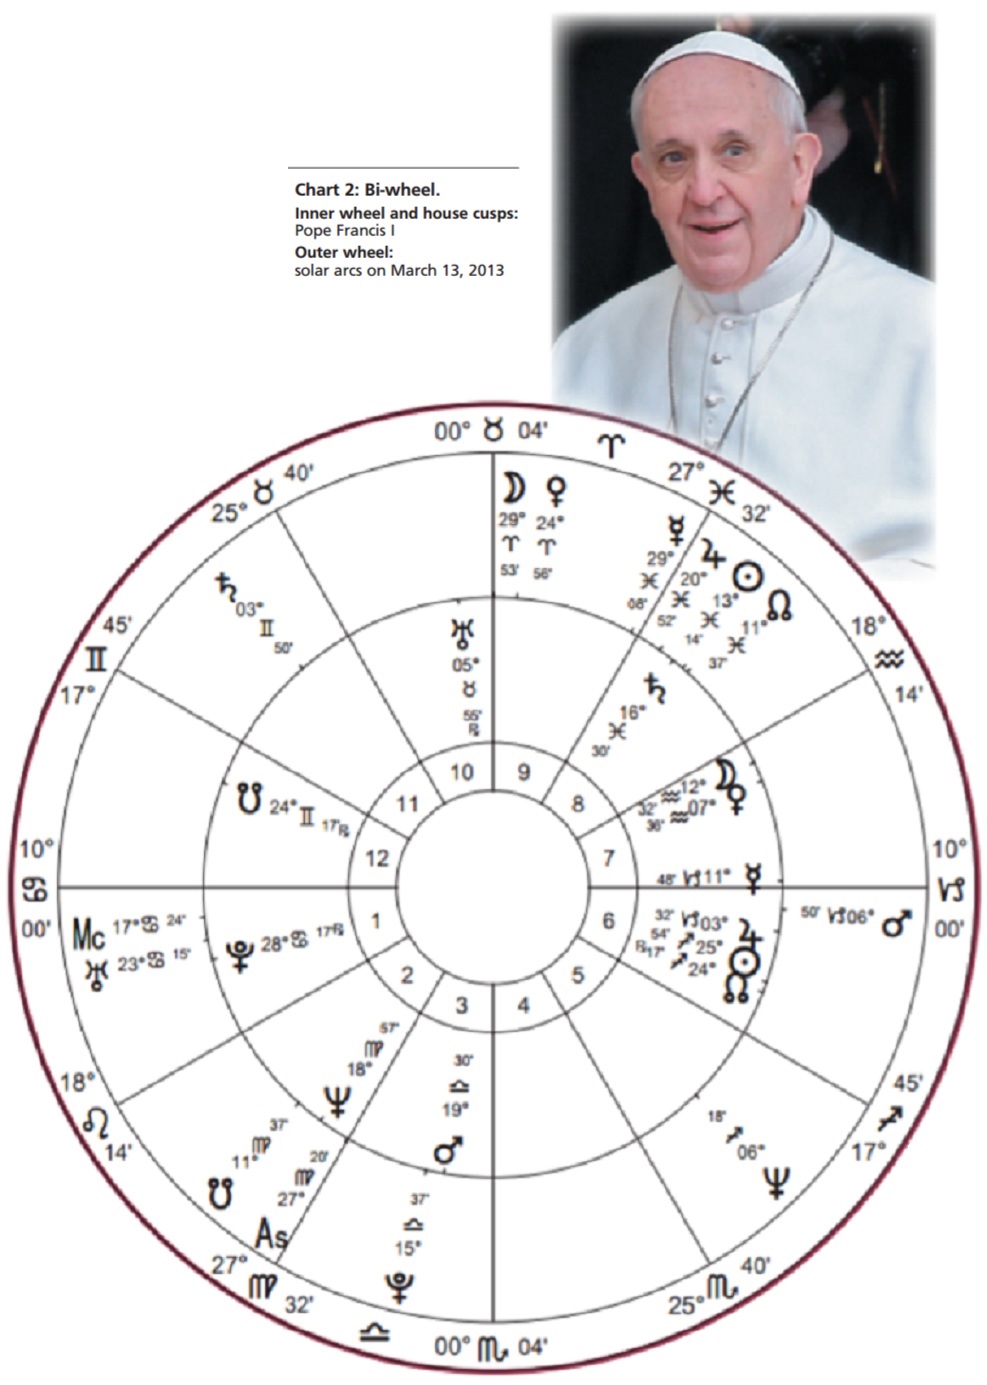 Chart 2: Bi-wheel.
Inner wheel and house cusps:
Pope Francis I
Outer wheel:
solar arcs on March 13, 2013
00° ♉ 04'
♈
27° ♓ 32'
18° ♒ 14'
10° ♑ 00'
45' ♐ 17°
40' ♏ 25°
00° ♏ 04'
♎
27° ♍ 32'
18° ♌ 14'
10° ♋ 00'
45' ♊ 17°
25° ♉ 40'
☽ 29° ♈ 53'
♀ 24° ♈ 56'
☿ 29° ♓ 08'
♃ 20° ♓ 52'
☉ 13° ♓ 14'
☊ 11° ♓ 37'
♄ 03° ♊ 50'
Mc 17° ♋ 24'
♅ 23° ♋ 15'
☋ 11° ♍ 37'
As 27° ♍ 20'
♇ 15° ♎ 37'
♆ 06° ♐ 18'
50' ♑ 06° ♂
♅ 05° ♉ 55' ℞
♄ 16° ♓ 30'
32' ♒ 12° ☽
36' ♒ 07° ♀
48' ♑ 11° ☿
32' ♑ 03° ♃
54' ♐ 25° ☉
℞ 17' ♐ 24° ☊
☋ 24° ♊ 17' ℞
♇ 28° ♋ 17' ℞
♆ 18° ♍ 57'
♂ 19° ♎ 30'
10 9
11 8
12 7
1 6
2 5
3 4